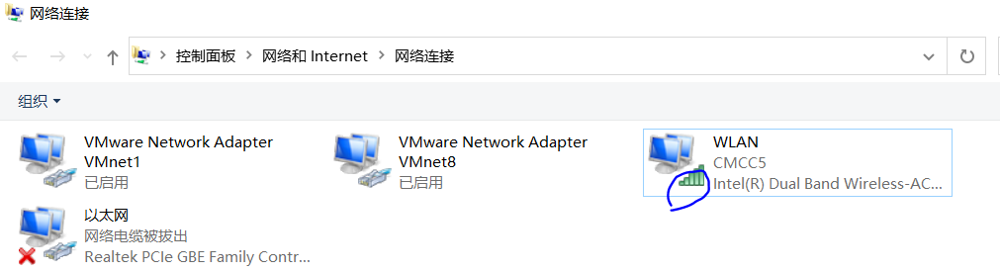 网络连接
控制面板 > 网络和 Internet > 网络连接
组织
VMware Network Adapter
VMnet1
已启用
VMware Network Adapter
VMnet8
已启用
WLAN
CMCC5
Intel(R) Dual Band Wireless-AC...
以太网
网络电缆被拔出
Realtek PCIe GBE Family Contr...